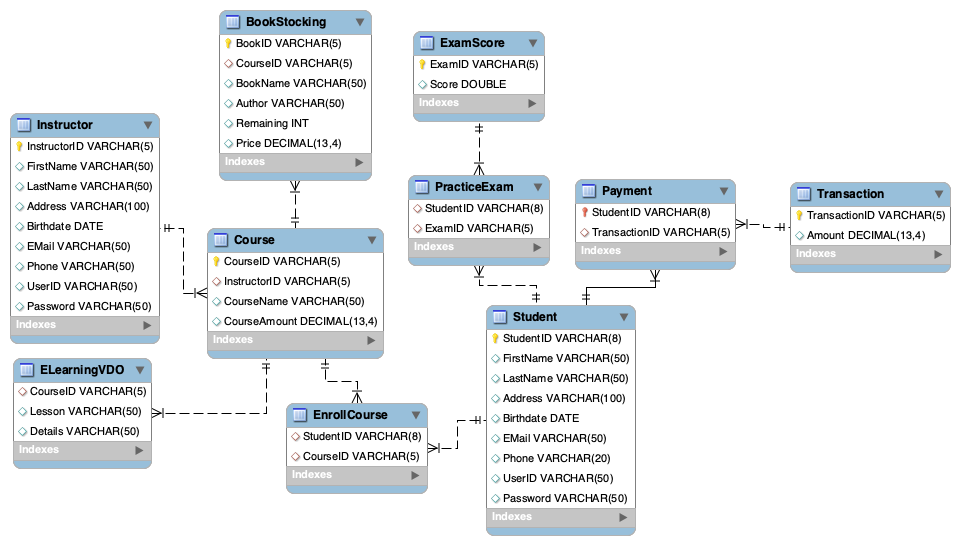 BookStocking
BookID VARCHAR(5)
CourseID VARCHAR(5)
BookName VARCHAR(50)
Author VARCHAR(50)
Remaining INT
Price DECIMAL(13,4)
Indexes
ExamScore
ExamID VARCHAR(5)
Score DOUBLE
Indexes
Instructor
InstructorID VARCHAR(5)
FirstName VARCHAR(50)
LastName VARCHAR(50)
Address VARCHAR(100)
Birthdate DATE
EMail VARCHAR(50)
Phone VARCHAR(50)
UserID VARCHAR(50)
Password VARCHAR(50)
Indexes
PracticeExam
StudentID VARCHAR(8)
ExamID VARCHAR(5)
Indexes
Payment
StudentID VARCHAR(8)
TransactionID VARCHAR(5)
Indexes
Transaction
TransactionID VARCHAR(5)
Amount DECIMAL(13,4)
Indexes
Course
CourseID VARCHAR(5)
InstructorID VARCHAR(5)
CourseName VARCHAR(50)
CourseAmount DECIMAL(13,4)
Indexes
Student
StudentID VARCHAR(8)
FirstName VARCHAR(50)
LastName VARCHAR(50)
Address VARCHAR(100)
Birthdate DATE
EMail VARCHAR(50)
Phone VARCHAR(20)
UserID VARCHAR(50)
Password VARCHAR(50)
Indexes
ELearningVDO
CourseID VARCHAR(5)
Lesson VARCHAR(50)
Details VARCHAR(50)
Indexes
EnrollCourse
StudentID VARCHAR(8)
CourseID VARCHAR(5)
Indexes